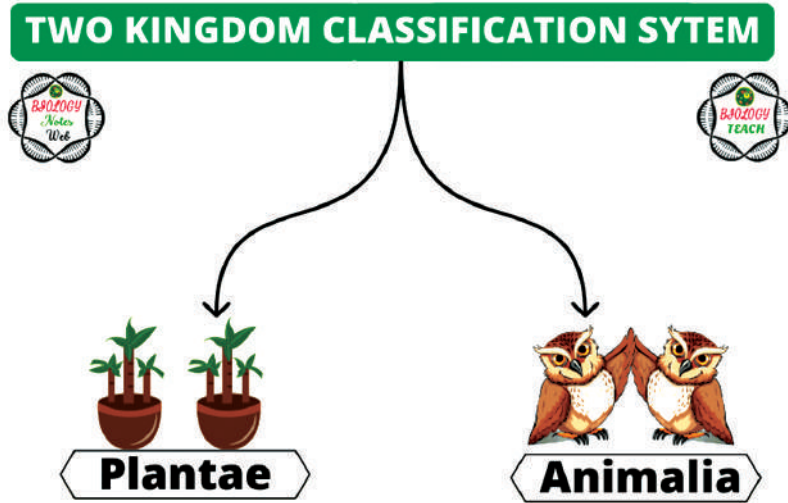 TWO KINGDOM CLASSIFICATION SYTEM
BIOLOGY
Notes
Web
BIOLOGY
TEACH
Plantae
Animalia